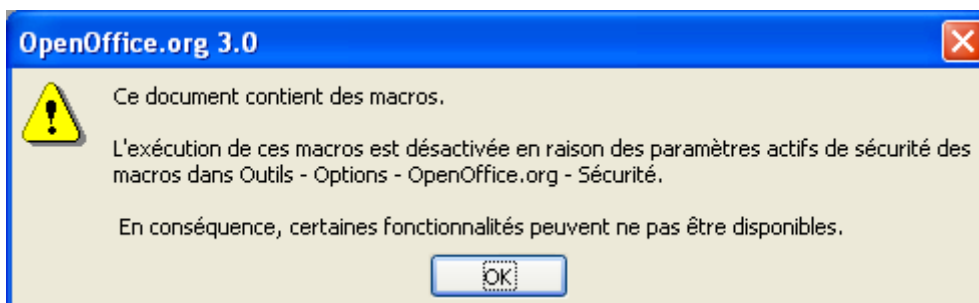 OpenOffice.org 3.0
Ce document contient des macros.
L'exécution de ces macros est désactivée en raison des paramètres actifs de sécurité des
macros dans Outils - Options - OpenOffice.org - Sécurité.
En conséquence, certaines fonctionnalités peuvent ne pas être disponibles.
OK